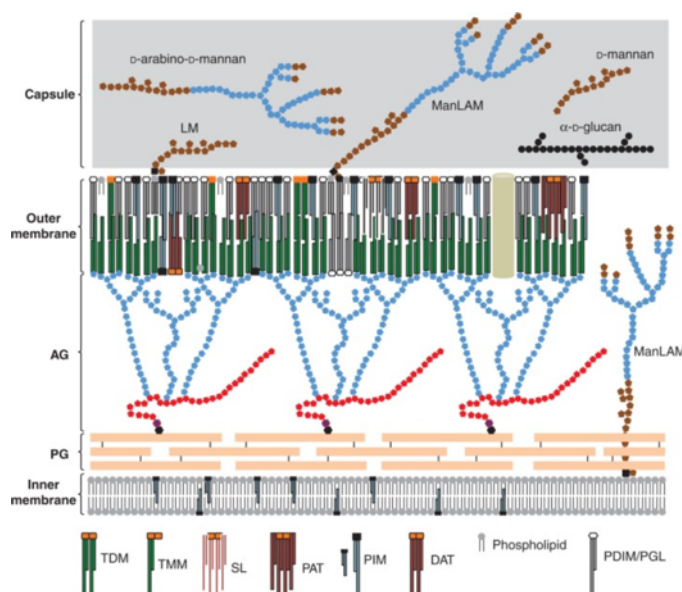 D-arabino-D-mannan
D-mannan
Capsule
ManLAM
LM
α-D-glucan
Outer
membrane
AG
ManLAM
PG
Inner
membrane
TDM
TMM
SL
PAT
PIM
DAT
Phospholipid
PDIM/PGL